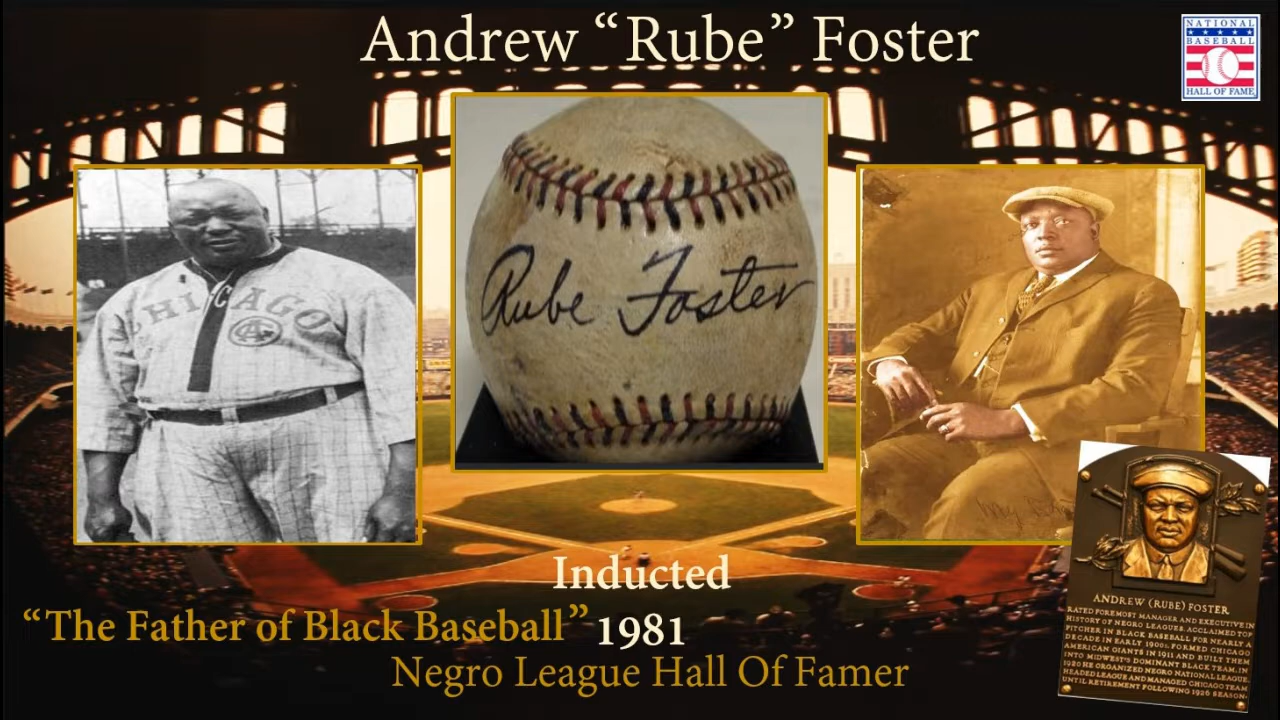 Andrew “Rube” Foster
NATIONAL
BASEBALL
HALL OF FAME
CHICAGO
Rube Foster
Inducted
“The Father of Black Baseball”
1981
Negro League Hall Of Famer
ANDREW (RUBE) FOSTER
RATED FOREMOST MANAGER AND EXECUTIVE IN
HISTORY OF NEGRO LEAGUES. ACCLAIMED TOP
PITCHER IN BLACK BASEBALL FOR NEARLY A
DECADE IN EARLY 1900s. FORMED CHICAGO
AMERICAN GIANTS IN 1911 AND BUILT THEM
INTO MIDWEST'S DOMINANT BLACK TEAM. IN
1920 HE ORGANIZED NEGRO NATIONAL LEAGUE.
HEADED LEAGUE AND MANAGED CHICAGO TEAM
UNTIL RETIREMENT FOLLOWING 1926 SEASON.